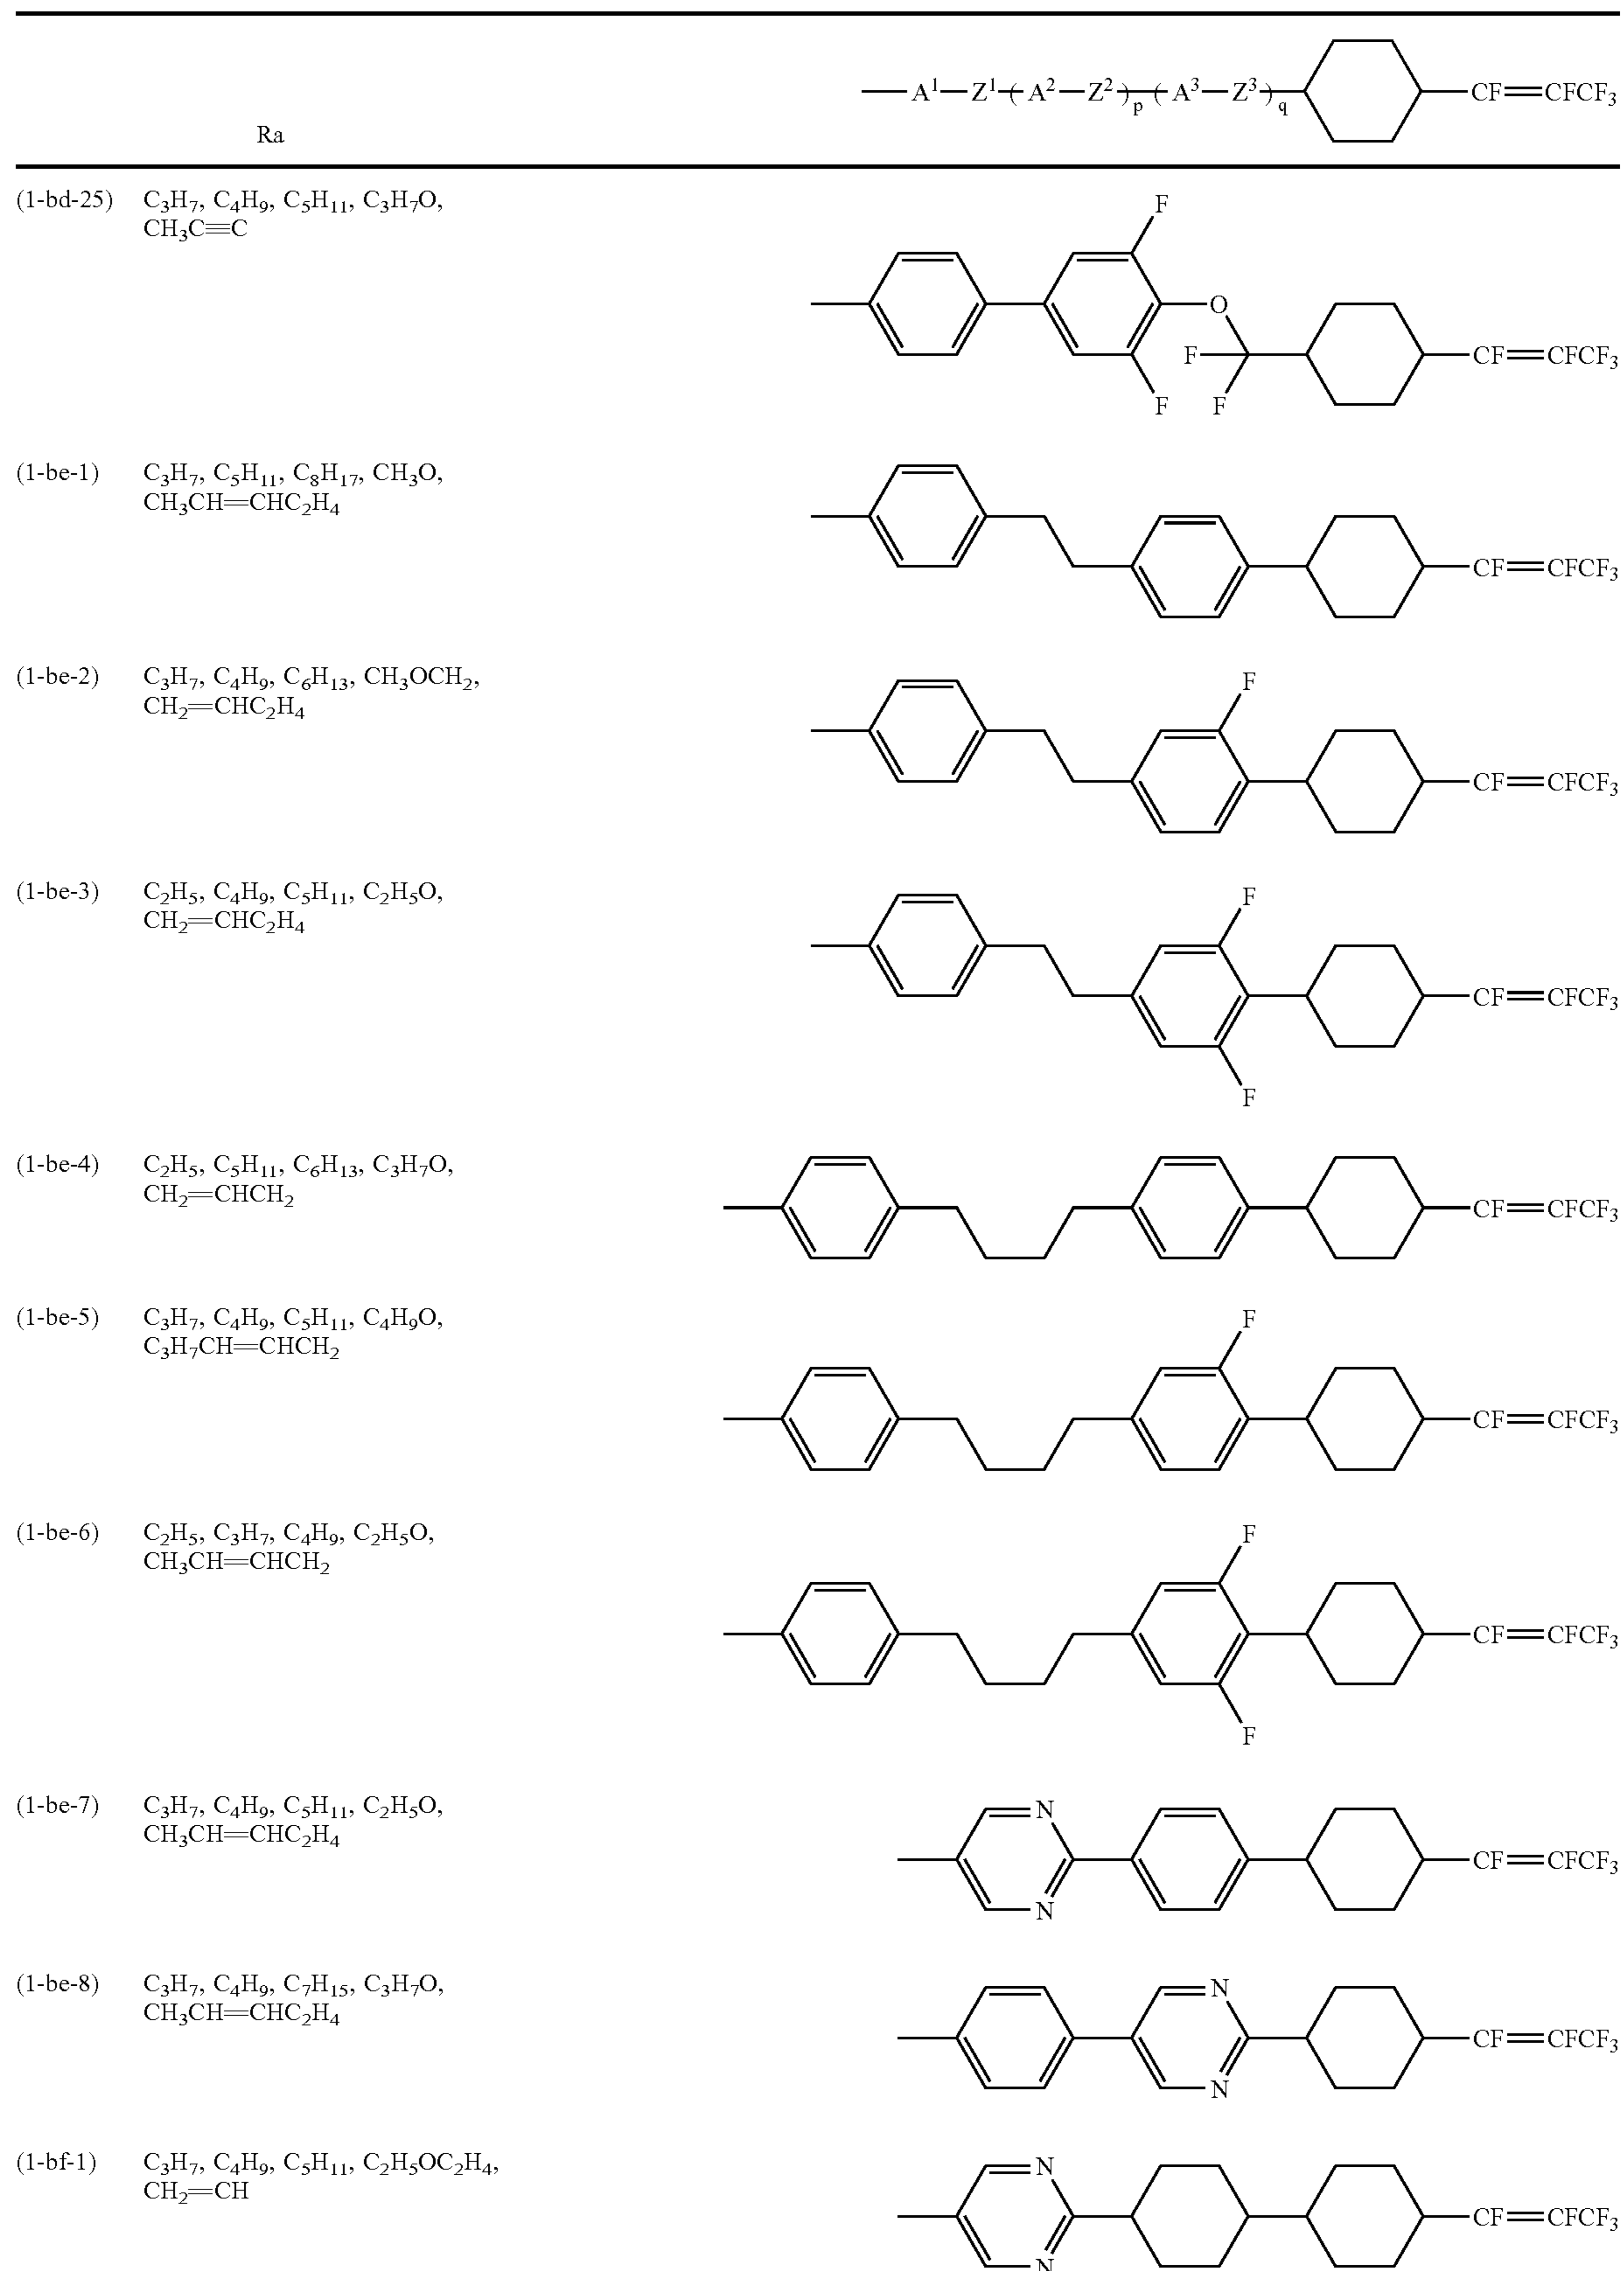 Ra
—A¹—Z¹—(A²—Z²)p—(A³—Z³)q CF=CFCF₃
(1-bd-25) C₃H₇, C₄H₉, C₅H₁₁, C₃H₇O,
CH₃C≡C
F
O
F
F
F
CF=CFCF₃
(1-be-1) C₃H₇, C₅H₁₁, C₈H₁₇, CH₃O,
CH₃CH=CHC₂H₄
CF=CFCF₃
(1-be-2) C₃H₇, C₄H₉, C₆H₁₃, CH₃OCH₂,
CH₂=CHC₂H₄
F
CF=CFCF₃
(1-be-3) C₂H₅, C₄H₉, C₅H₁₁, C₂H₅O,
CH₂=CHC₂H₄
F
CF=CFCF₃
F
(1-be-4) C₂H₅, C₅H₁₁, C₆H₁₃, C₃H₇O,
CH₂=CHCH₂
CF=CFCF₃
(1-be-5) C₃H₇, C₄H₉, C₅H₁₁, C₄H₉O,
C₃H₇CH=CHCH₂
F
CF=CFCF₃
(1-be-6) C₂H₅, C₃H₇, C₄H₉, C₂H₅O,
CH₃CH=CHCH₂
F
CF=CFCF₃
F
(1-be-7) C₃H₇, C₄H₉, C₅H₁₁, C₂H₅O,
CH₃CH=CHC₂H₄
N
CF=CFCF₃
N
(1-be-8) C₃H₇, C₄H₉, C₇H₁₅, C₃H₇O,
CH₃CH=CHC₂H₄
N
CF=CFCF₃
N
(1-bf-1) C₃H₇, C₄H₉, C₅H₁₁, C₂H₅OC₂H₄,
CH₂=CH
N
CF=CFCF₃
N